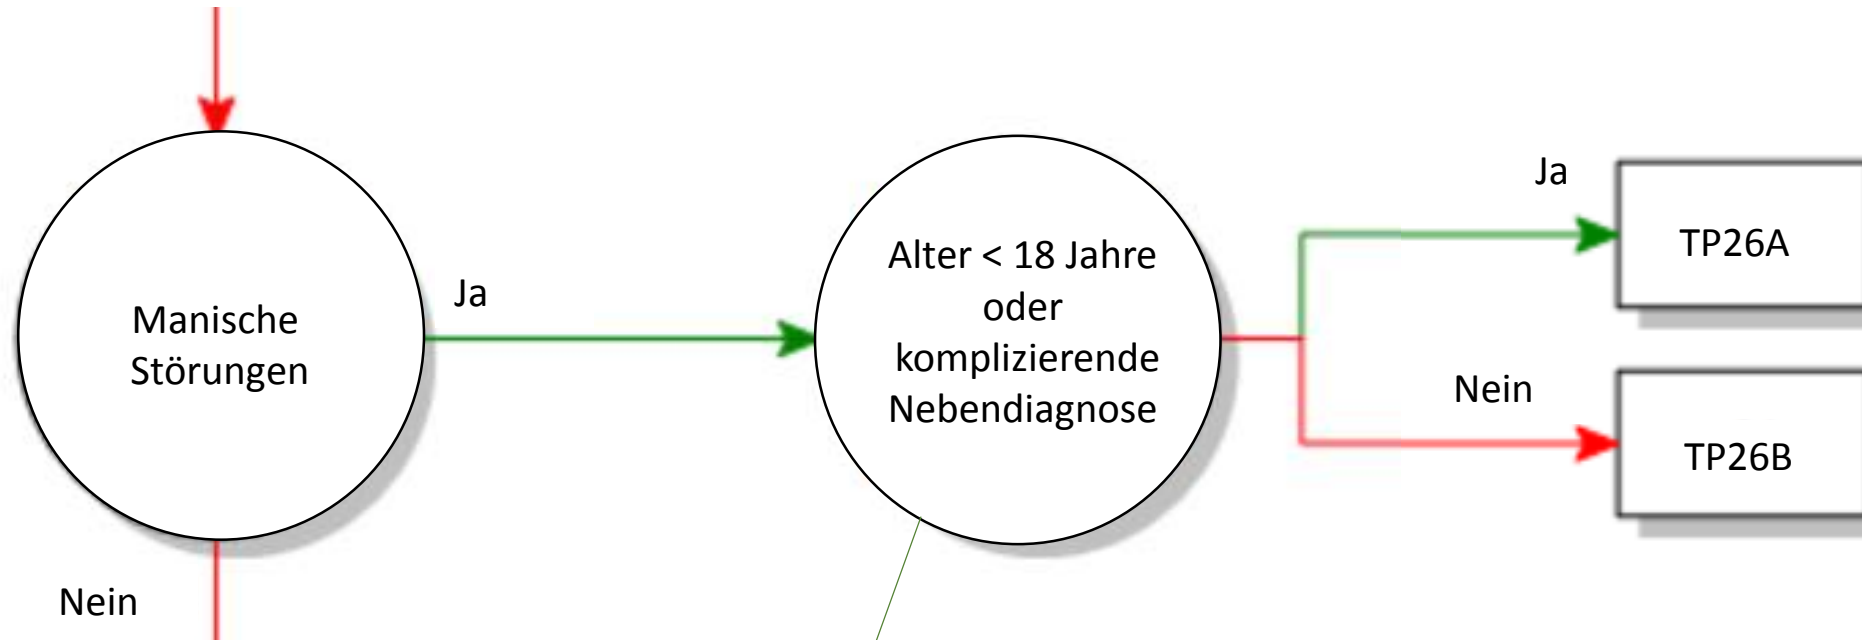 Manische
Störungen
Ja
Nein
Alter < 18 Jahre
oder
komplizierende
Nebendiagnose
Ja
TP26A
Nein
TP26B